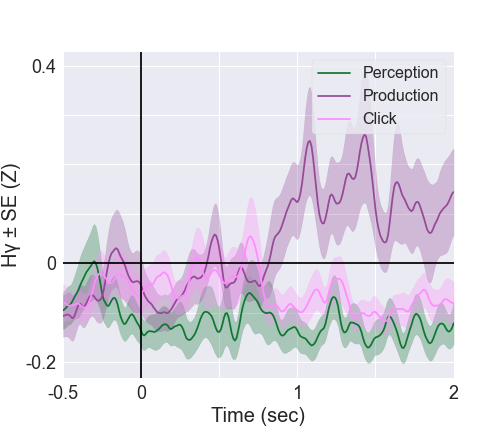 Perception
Production
Click
0.4
0
-0.2
Hγ ± SE (Z)
-0.5
0
1
2
Time (sec)